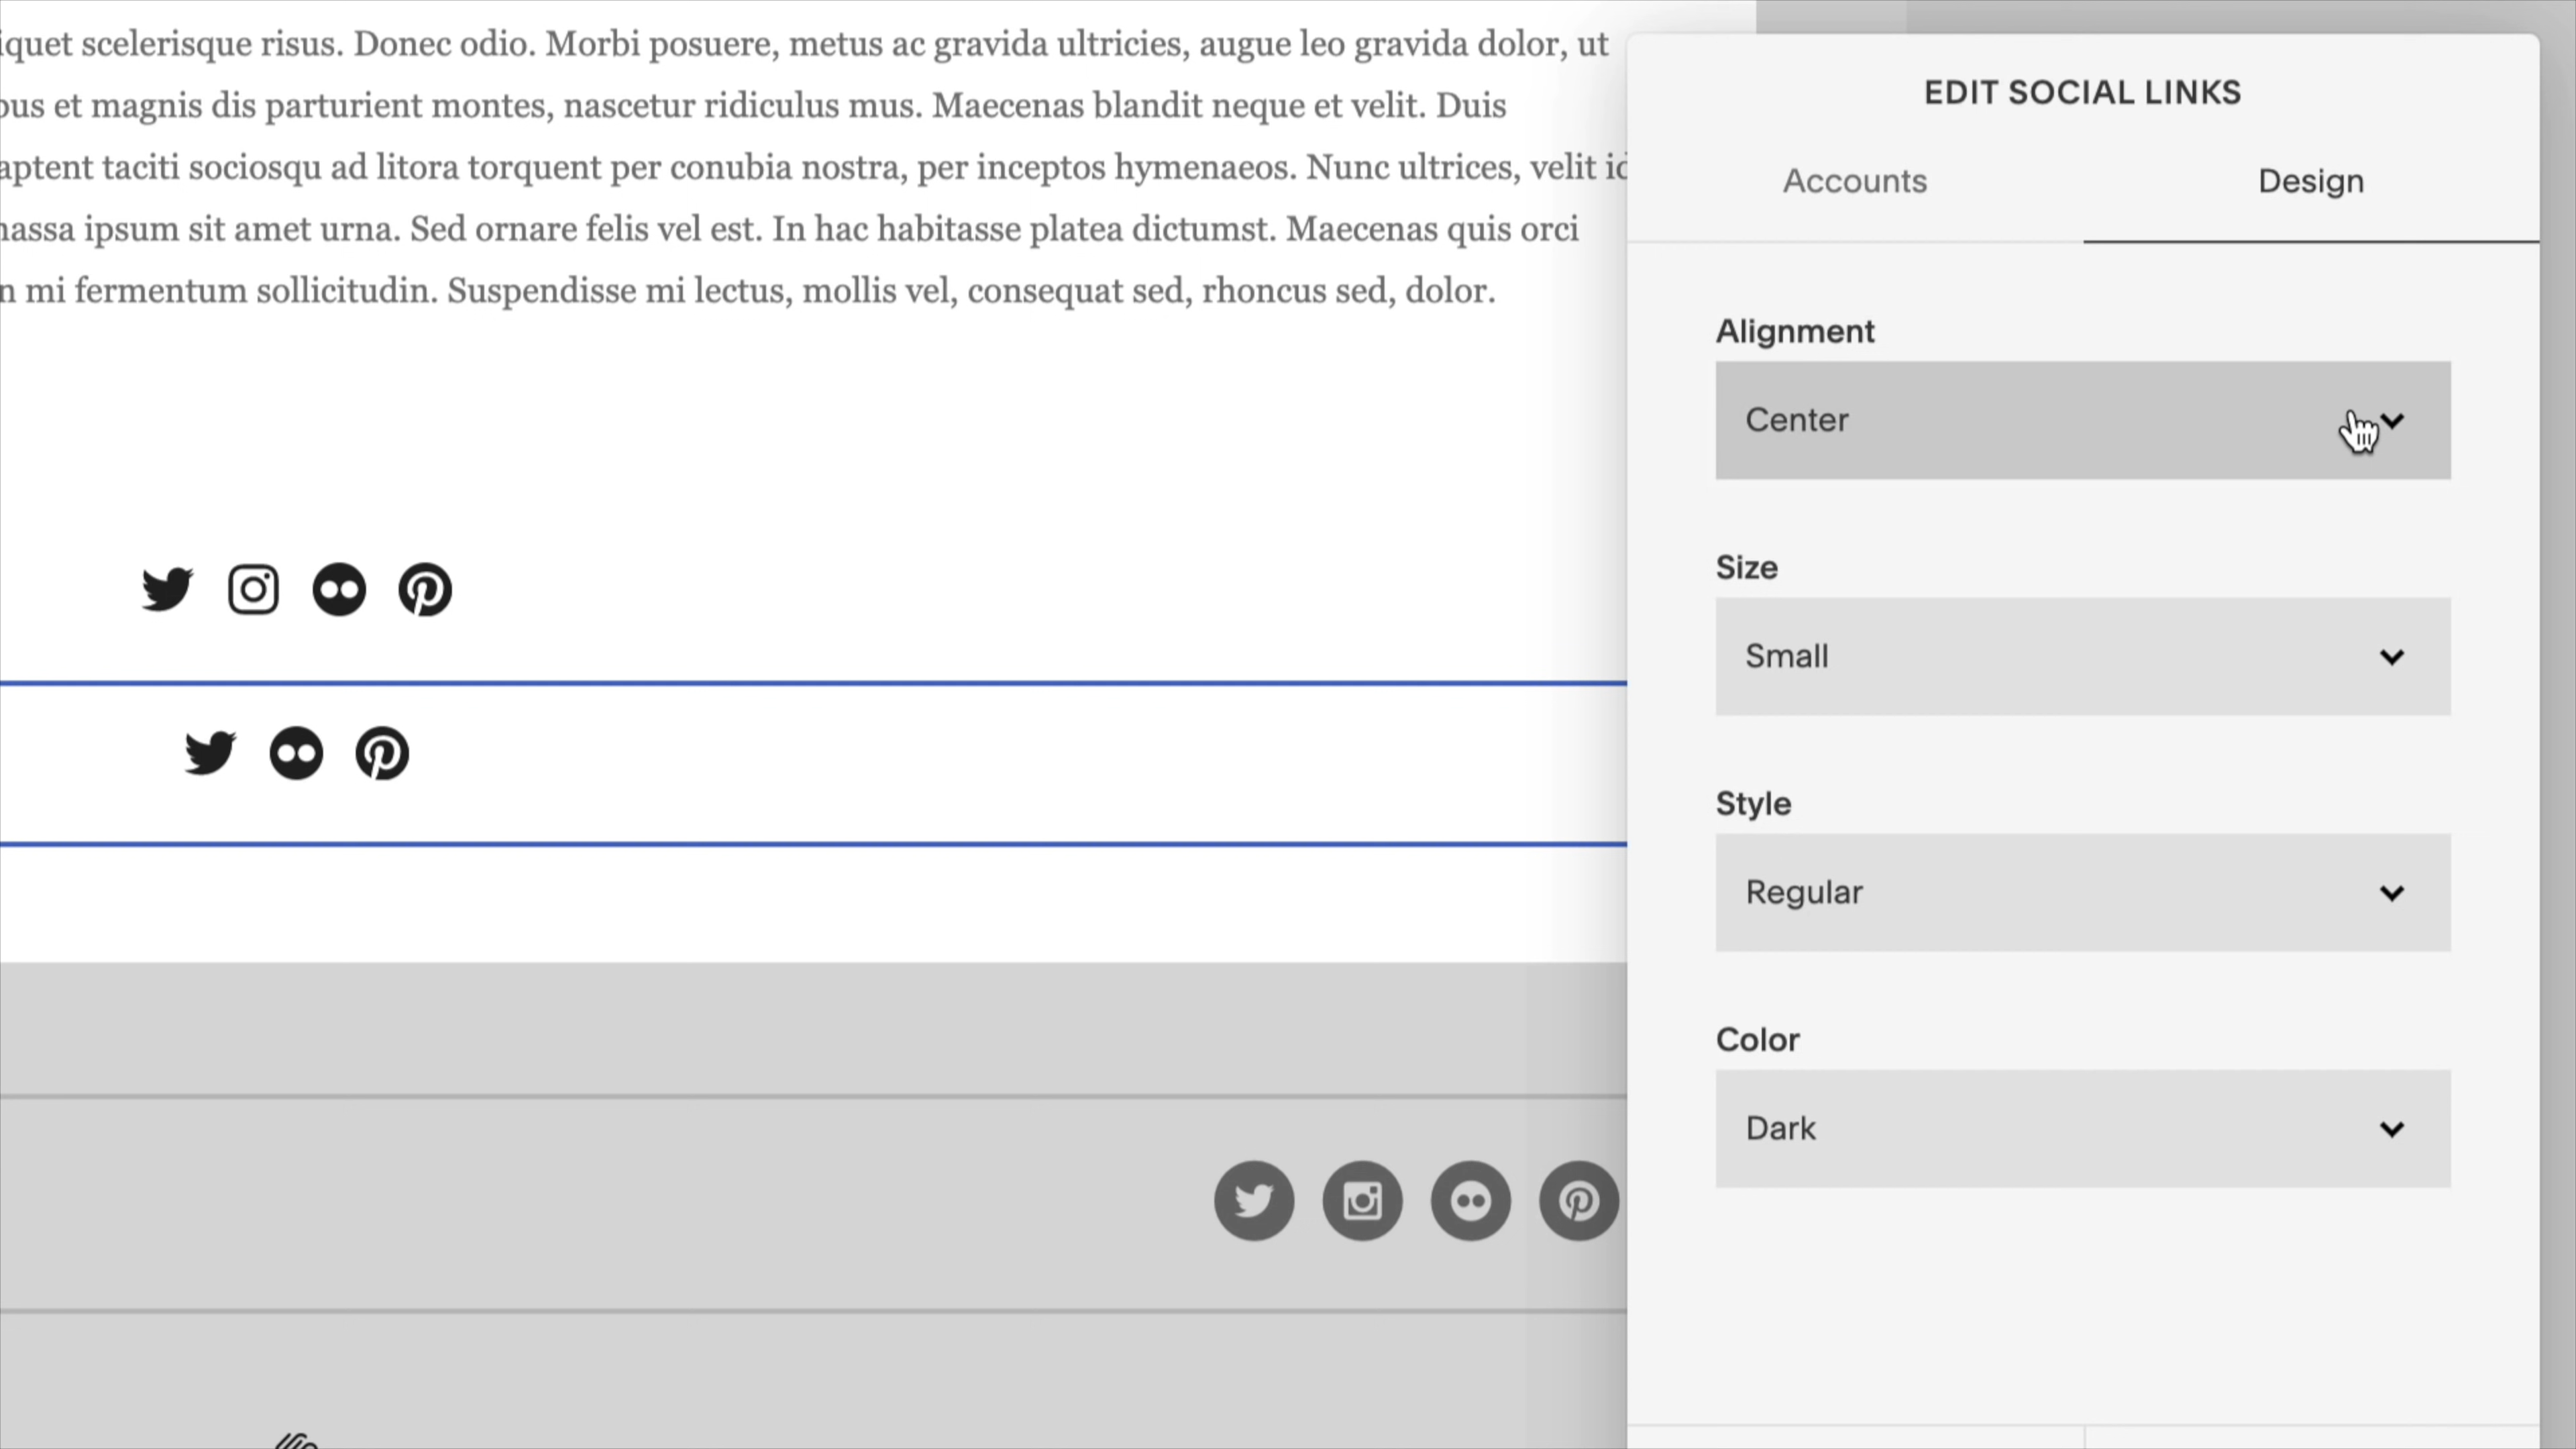 scelerisque risus. Donec odio. Morbi posuere, metus ac gravida ultricies, augue leo gravida dolor, ut
et magnis dis parturient montes, nascetur ridiculus mus. Maecenas blandit neque et velit. Duis
aptent taciti sociosqu ad litora torquent per conubia nostra, per inceptos hymenaeos. Nunc ultrices, velit
ipsum sit amet urna. Sed ornare felis vel est. In hac habitasse platea dictumst. Maecenas quis orci
mi fermentum sollicitudin. Suspendisse mi lectus, mollis vel, consequat sed, rhoncus sed, dolor.
EDIT SOCIAL LINKS
Accounts Design
Alignment
Center
Size
Small
Style
Regular
Color
Dark